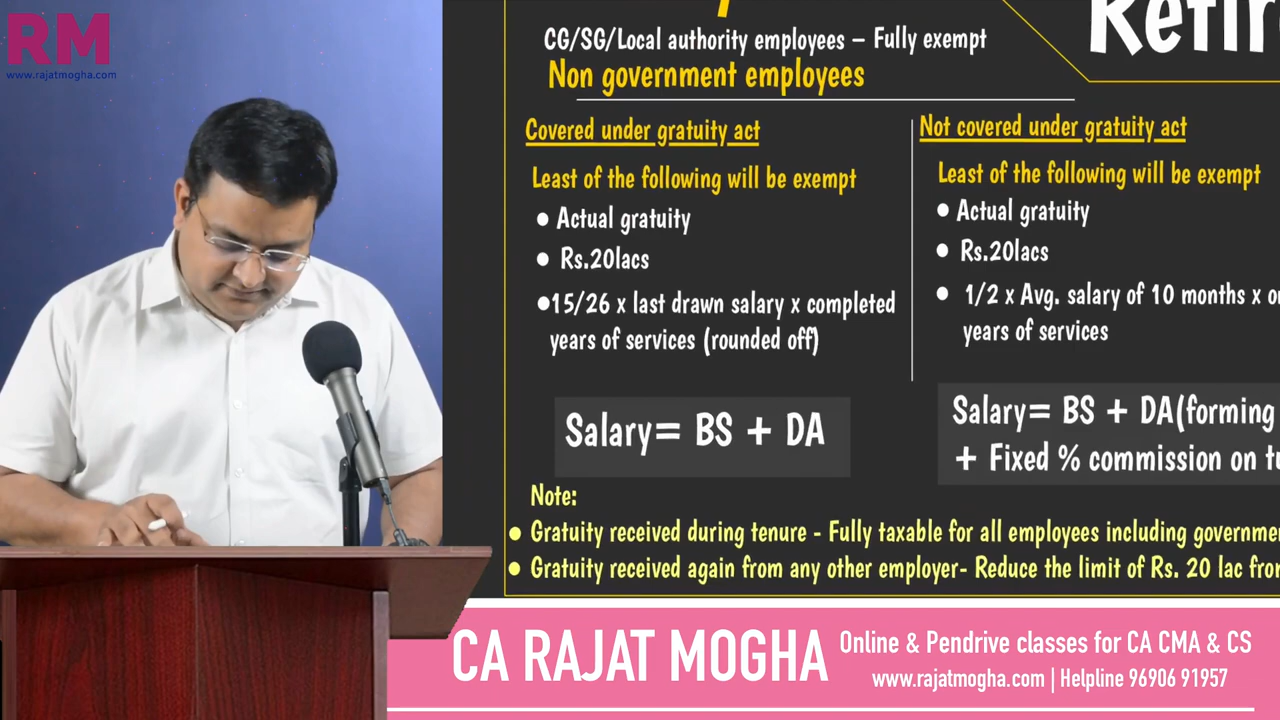 RM
www.rajatmogha.com
Retir
CG/SG/Local authority employees – Fully exempt
Non government employees
Covered under gratuity act
Least of the following will be exempt
● Actual gratuity
● Rs.20lacs
●15/26 x last drawn salary x completed
years of services (rounded off)
Salary= BS + DA
Not covered under gratuity act
Least of the following will be exempt
● Actual gratuity
● Rs.20lacs
● 1/2 x Avg. salary of 10 months x
years of services
Salary= BS + DA(forming
+ Fixed % commission on
Note:
● Gratuity received during tenure - Fully taxable for all employees including governme
● Gratuity received again from any other employer- Reduce the limit of Rs. 20 lac from
CA RAJAT MOGHA
Online & Pendrive classes for CA CMA & CS
www.rajatmogha.com | Helpline 96906 91957